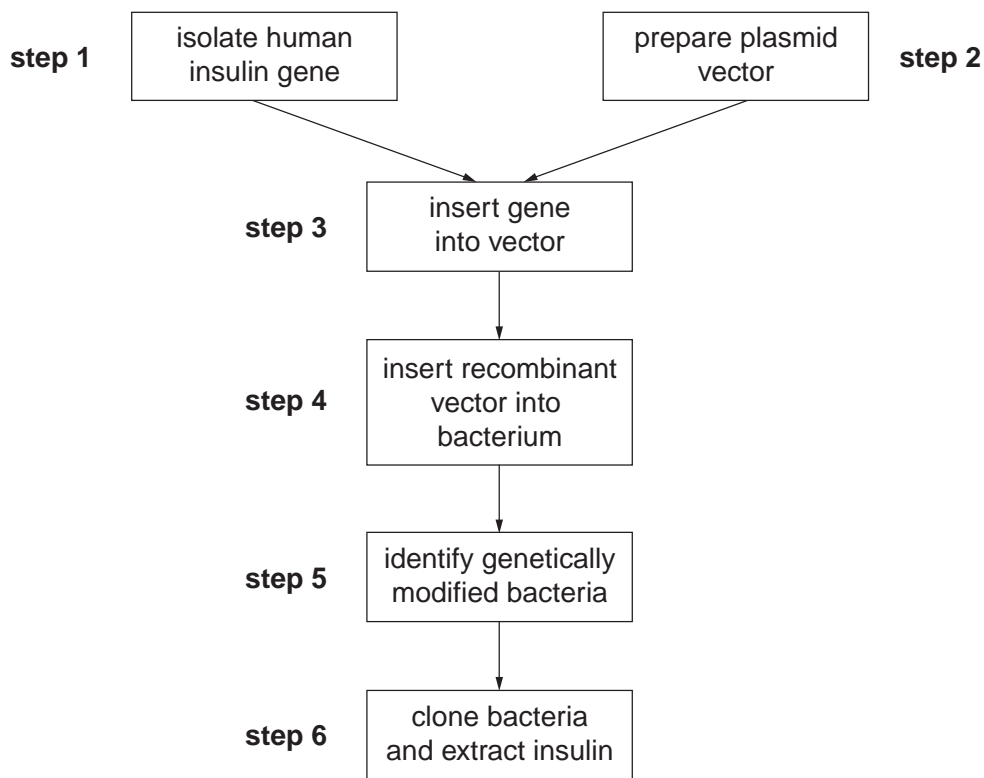 step 1
isolate human
insulin gene
prepare plasmid
vector
step 2
step 3
insert gene
into vector
step 4
insert recombinant
vector into
bacterium
step 5
identify genetically
modified bacteria
step 6
clone bacteria
and extract insulin